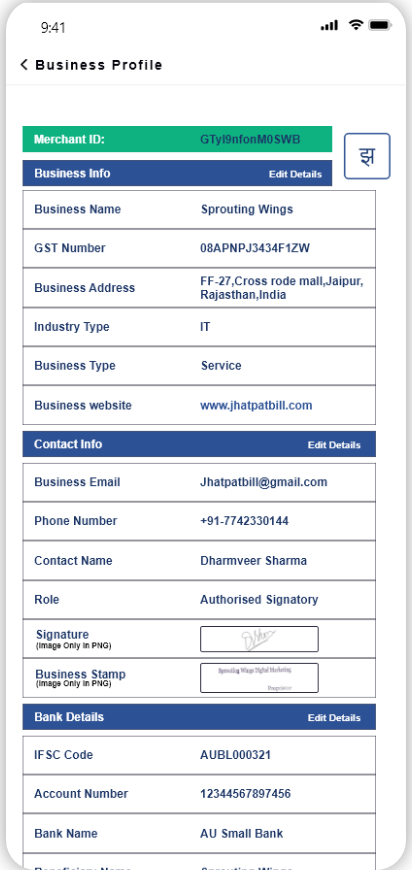 9:41
Business Profile
Merchant ID: GTyI9nfonM0SWB
झ
Business Info Edit Details
Business Name Sprouting Wings
GST Number 08APNPJ3434F1ZW
Business Address FF-27,Cross rode mall,Jaipur,
Rajasthan,India
Industry Type IT
Business Type Service
Business website www.jhatpatbill.com
Contact Info Edit Details
Business Email Jhatpatbill@gmail.com
Phone Number +91-7742330144
Contact Name Dharmveer Sharma
Role Authorised Signatory
Signature
(Image Only in PNG)
Business Stamp
(Image Only in PNG)
Sprouting Wings Digital Marketing
Proprietor
Bank Details Edit Details
IFSC Code AUBL000321
Account Number 12344567897456
Bank Name AU Small Bank
Beneficiary Name Sprouting Wings